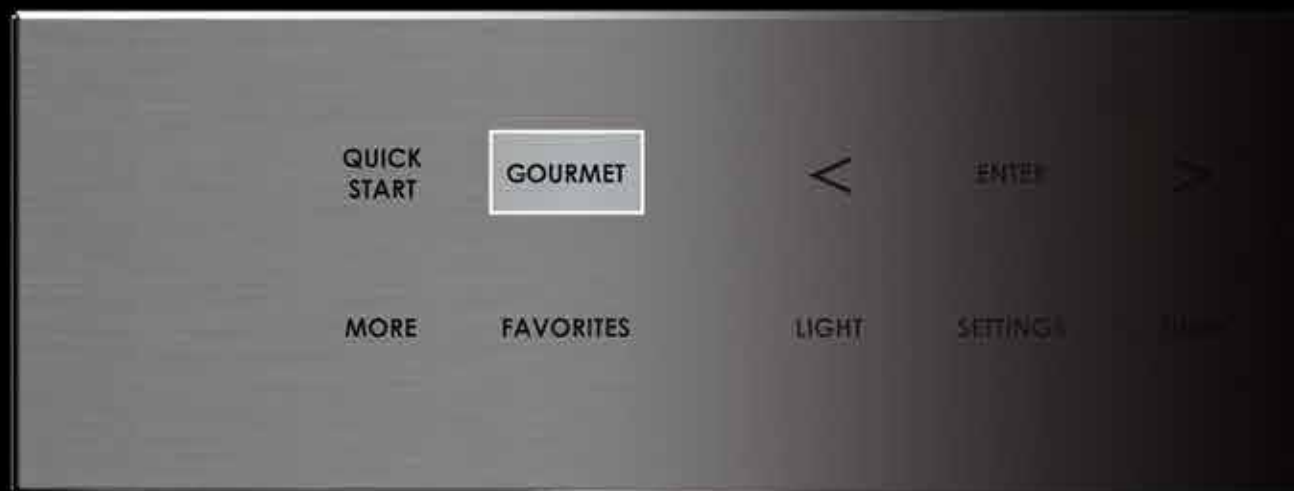 QUICK
START
GOURMET
<
ENTER
>
MORE
FAVORITES
LIGHT
SETTINGS